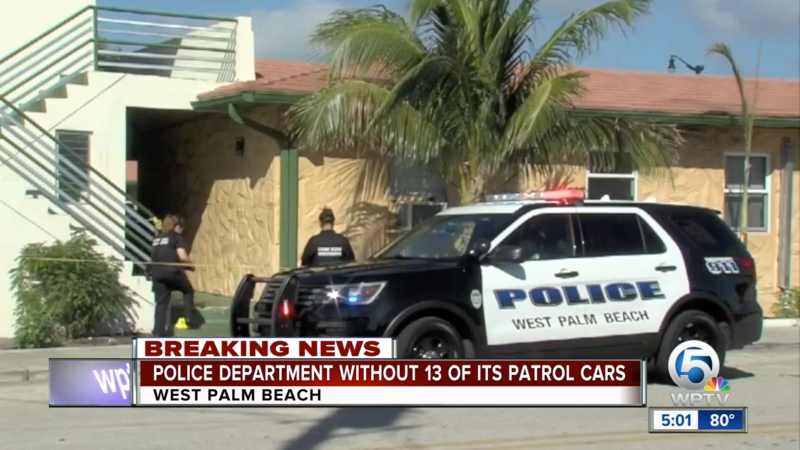 911
POLICE
WEST PALM BEACH
BREAKING NEWS
wp
POLICE DEPARTMENT WITHOUT 13 OF ITS PATROL CARS
WEST PALM BEACH
5
WPTV
5:01 80°